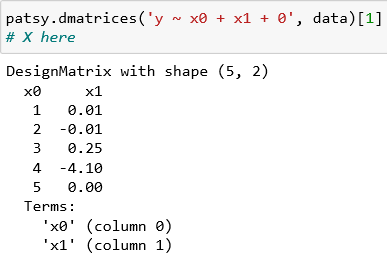 patsy.dmatrices('y ~ x0 + x1 + 0', data)[1]
# X here
DesignMatrix with shape (5, 2)
  x0     x1
   1   0.01
   2  -0.01
   3   0.25
   4  -4.10
   5   0.00
  Terms:
    'x0' (column 0)
    'x1' (column 1)